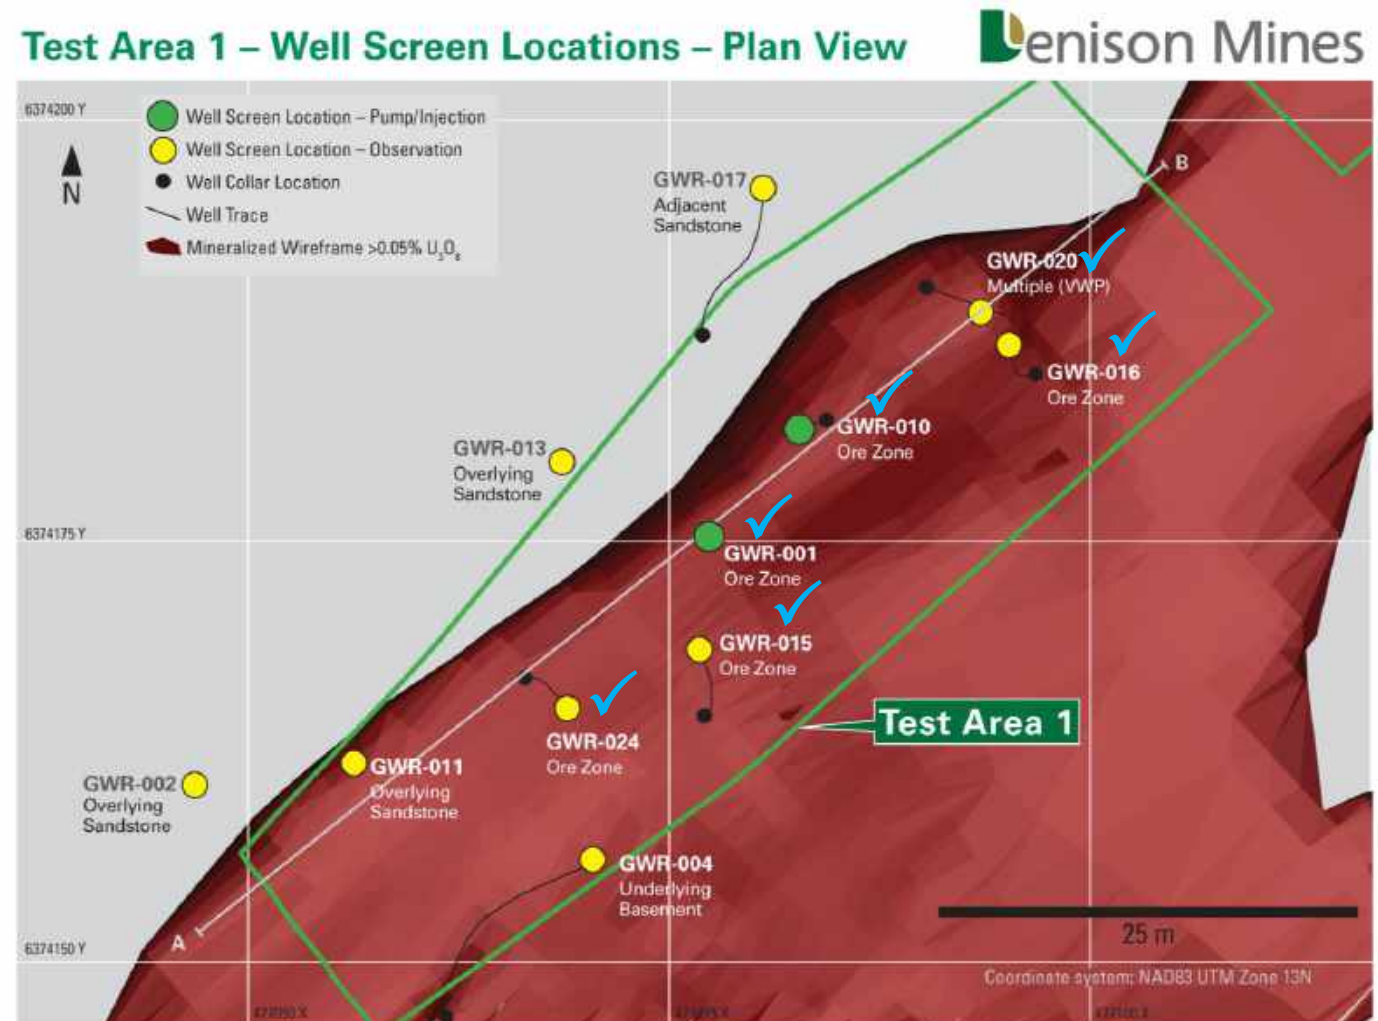 Test Area 1 – Well Screen Locations – Plan View
Denison Mines
6374200 Y
N
Well Screen Location – Pump/Injection
Well Screen Location – Observation
Well Collar Location
Well Trace
Mineralized Wireframe >0.05% U₃O₈
GWR-017
Adjacent
Sandstone
B
GWR-020
Multiple (VWP)
GWR-016
Ore Zone
GWR-010
Ore Zone
GWR-013
Overlying
Sandstone
6374175 Y
GWR-001
Ore Zone
GWR-015
Ore Zone
Test Area 1
GWR-024
Ore Zone
GWR-011
Overlying
Sandstone
GWR-002
Overlying
Sandstone
GWR-004
Underlying
Basement
A
25 m
6374150 Y
Coordinate system: NAD83 UTM Zone 13N